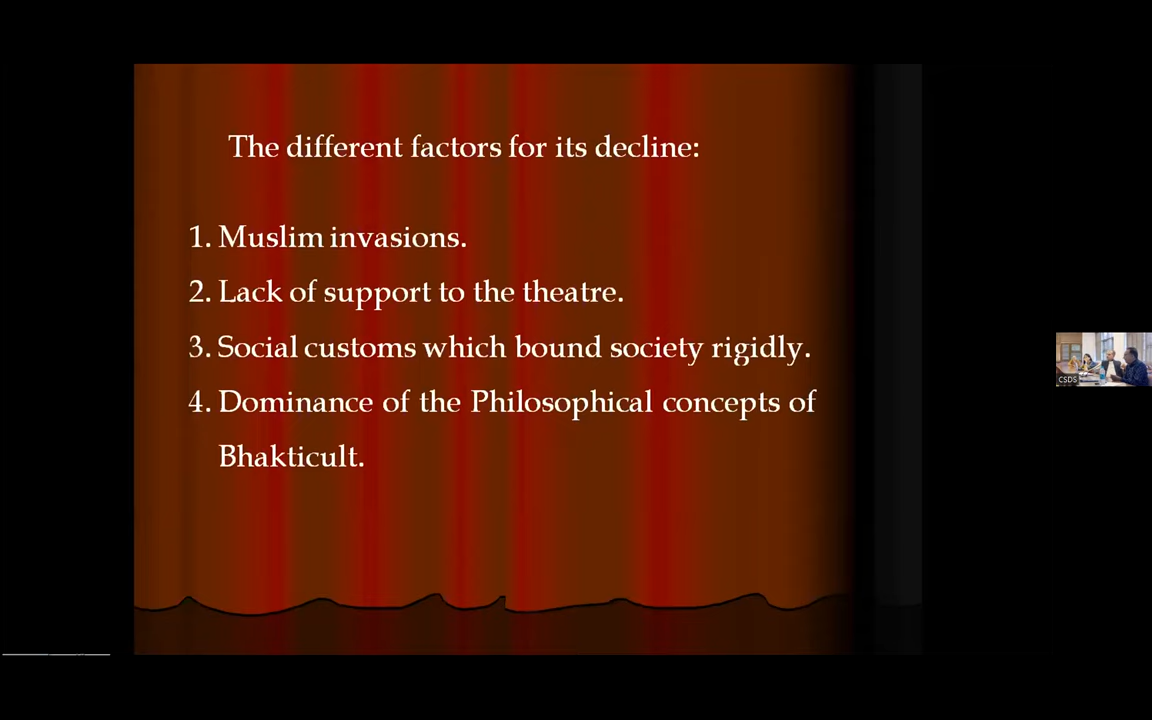 The different factors for its decline:
1. Muslim invasions.
2. Lack of support to the theatre.
3. Social customs which bound society rigidly.
4. Dominance of the Philosophical concepts of
Bhakticult.
CSDS